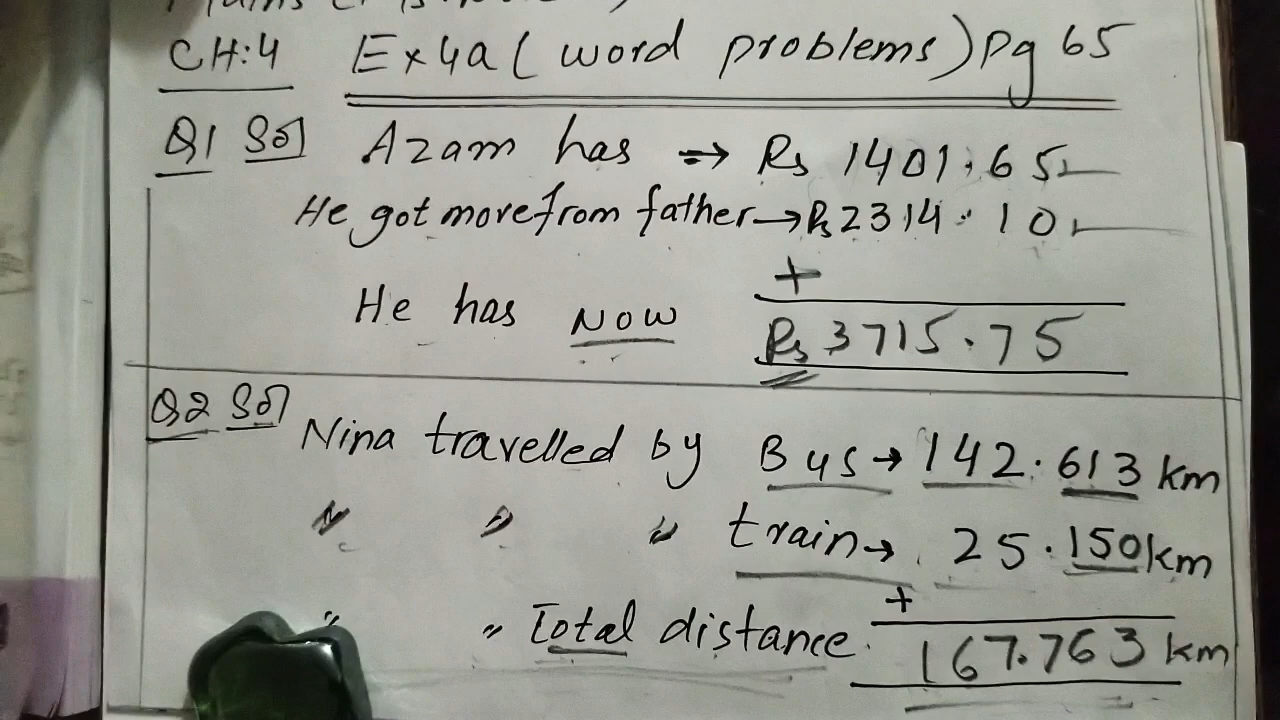 CH:4 Ex4a ( word problems) pg 65
Q1 Sol Azam has → Rs 1401.65
He got more from father → Rs 2314.10
+
He has NOW Rs 3715.75
Q2 Sol Nina travelled by Bus → 142.613 km
" " " train → 25.150 km
+
" " Total distance 167.763 km